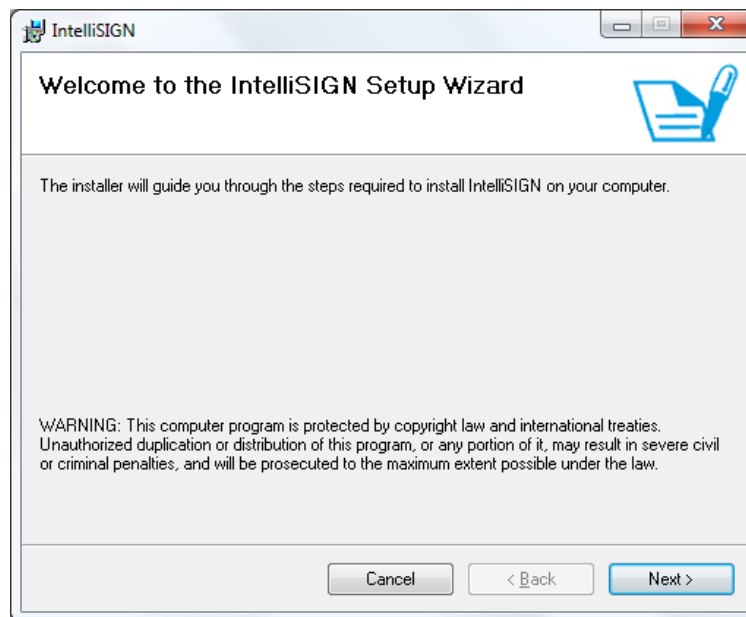 IntelliSIGN
Welcome to the IntelliSIGN Setup Wizard
The installer will guide you through the steps required to install IntelliSIGN on your computer.
WARNING: This computer program is protected by copyright law and international treaties.
Unauthorized duplication or distribution of this program, or any portion of it, may result in severe civil
or criminal penalties, and will be prosecuted to the maximum extent possible under the law.
Cancel < Back Next >